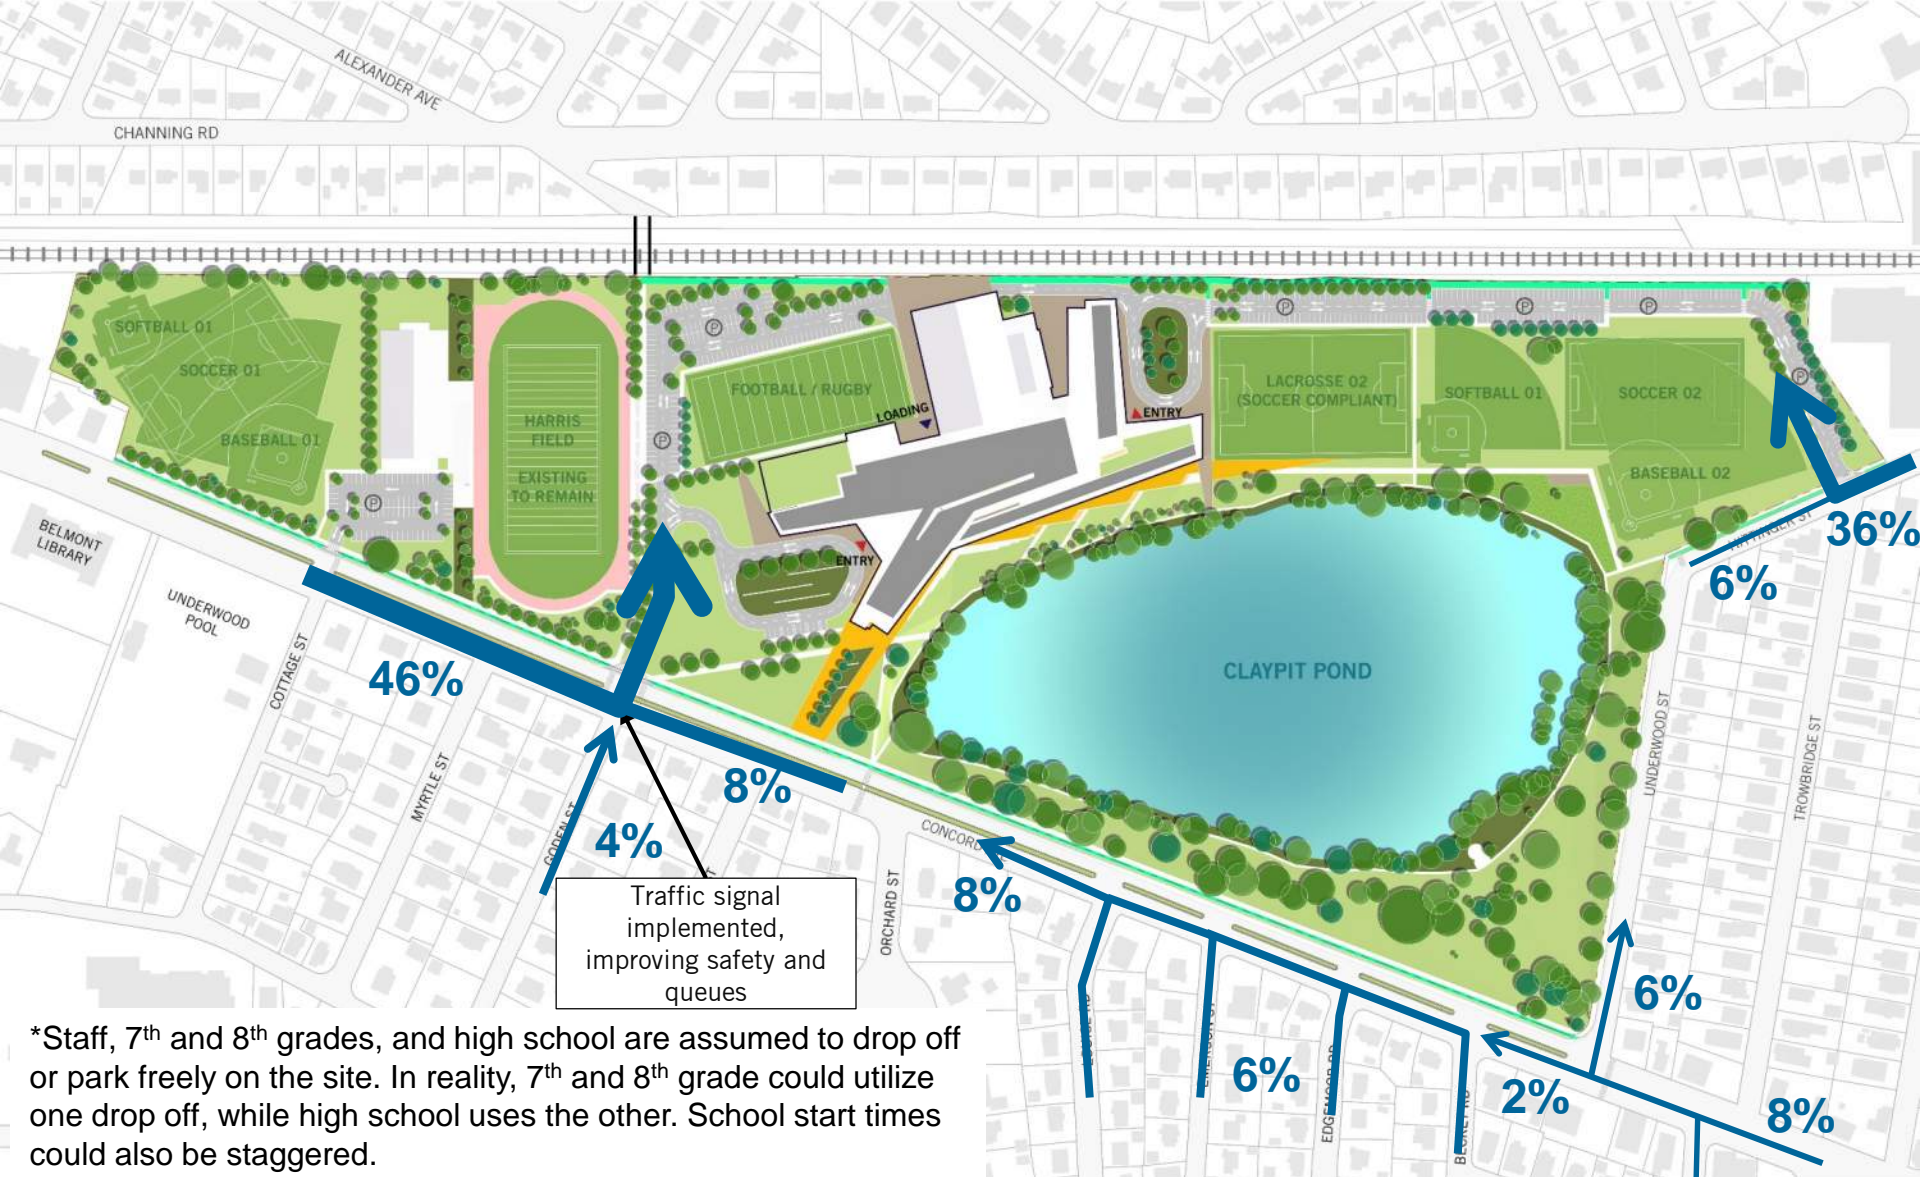 ALEXANDER AVE
CHANNING RD
SOFTBALL 01
SOCCER 01
BASEBALL 01
HARRIS
FIELD
EXISTING
TO REMAIN
P
P
P
FOOTBALL / RUGBY
LOADING
ENTRY
ENTRY
P
P
P
P
LACROSSE 02
(SOCCER COMPLIANT)
SOFTBALL 01
SOCCER 02
BASEBALL 02
BELMONT
LIBRARY
UNDERWOOD
POOL
COTTAGE ST
MYRTLE ST
GODEN ST
ORCHARD ST
CONCORD
CLAYPIT POND
UNDERWOOD ST
TROWBRIDGE ST
EDGEMOOR RD
36%
6%
46%
8%
4%
8%
6%
6%
2%
8%
Traffic signal
implemented,
improving safety and
queues
*Staff, 7th and 8th grades, and high school are assumed to drop off
or park freely on the site. In reality, 7th and 8th grade could utilize
one drop off, while high school uses the other. School start times
could also be staggered.